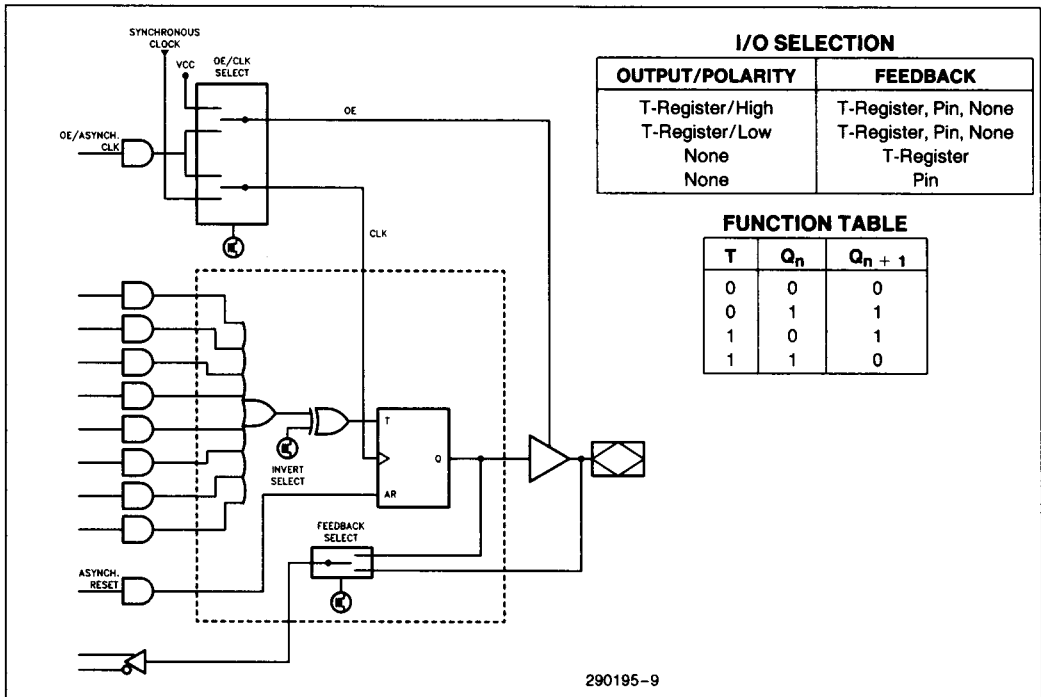 SYNCHRONOUS
CLOCK
VCC
OE/CLK
SELECT
OE
OE/ASYNCH.
CLK
CLK
T
Q
AR
INVERT
SELECT
FEEDBACK
SELECT
ASYNCH.
RESET
I/O SELECTION
OUTPUT/POLARITY FEEDBACK
T-Register/High T-Register, Pin, None
T-Register/Low T-Register, Pin, None
None T-Register
None Pin
FUNCTION TABLE
T Qn Qn + 1
0 0 0
0 1 1
1 0 1
1 1 0
290195-9